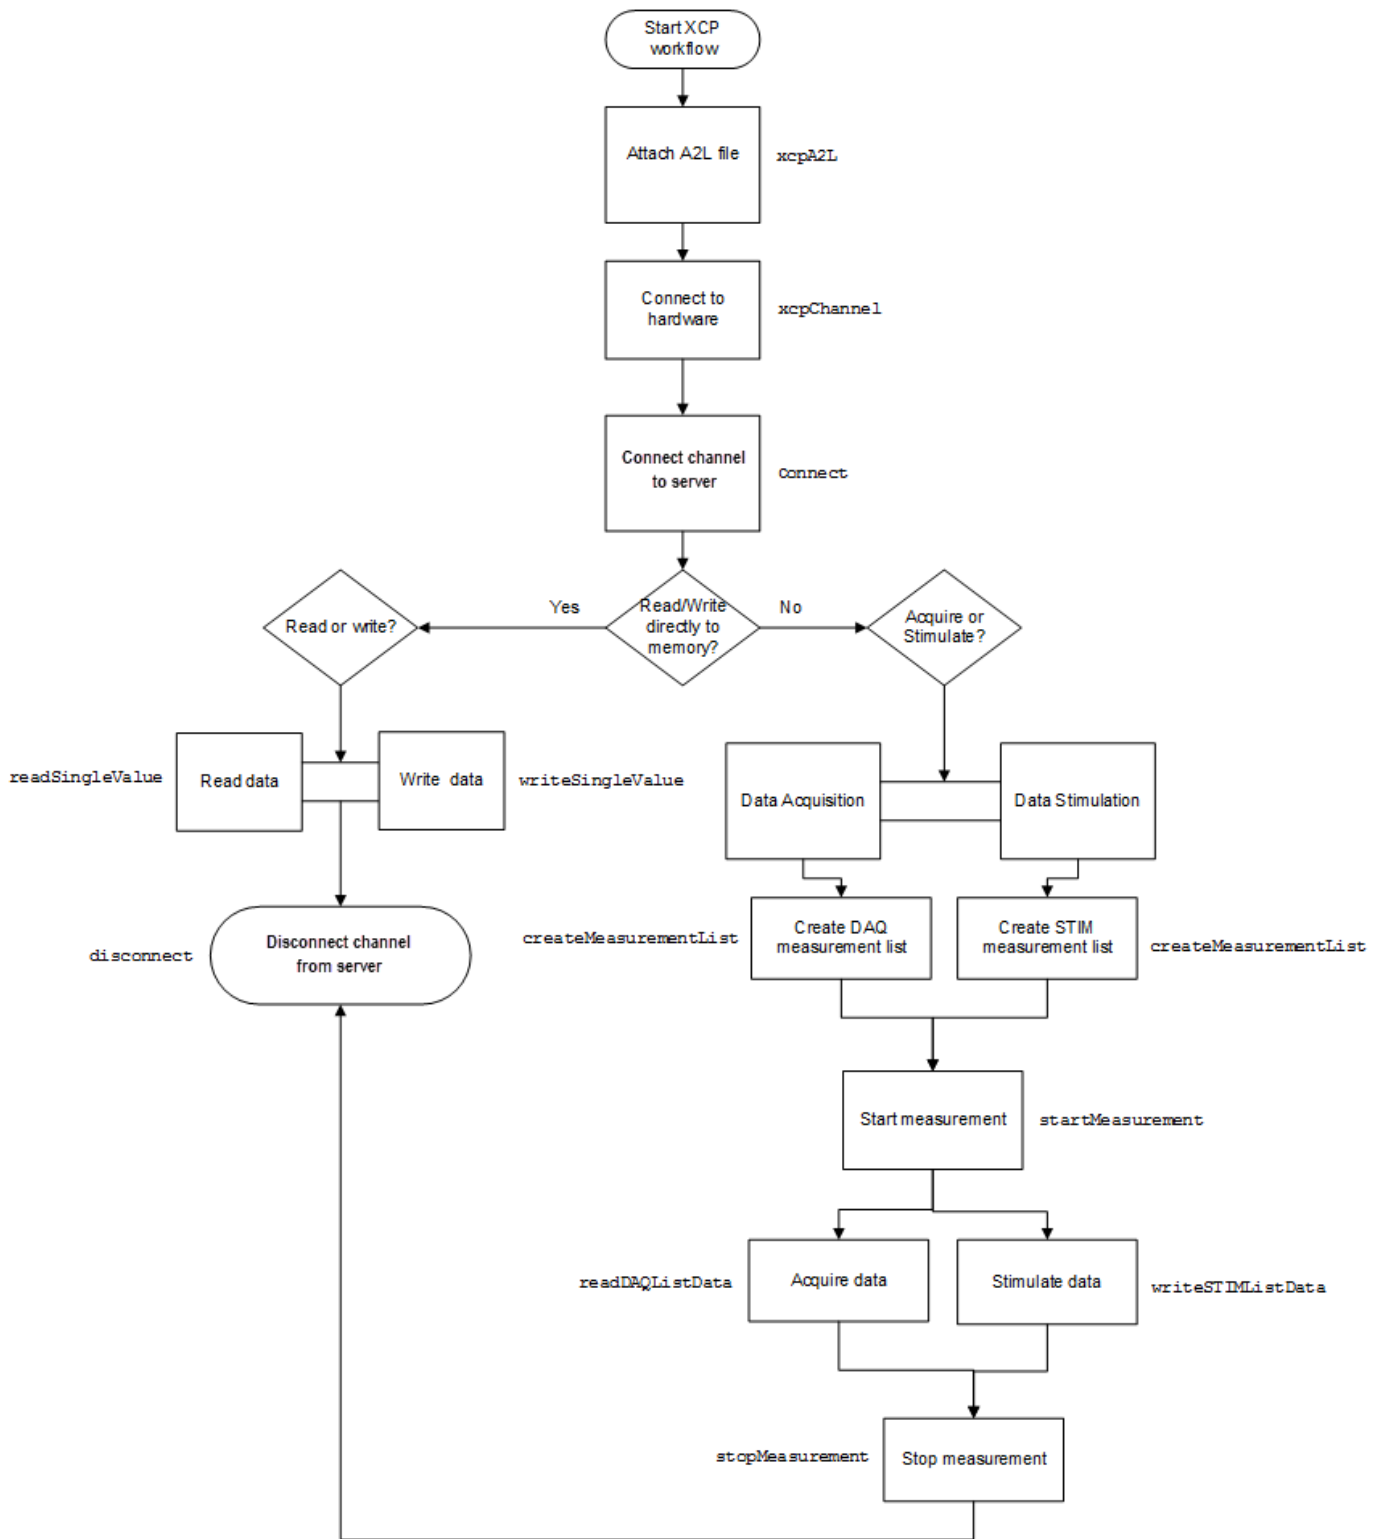 Start XCP
workflow
Attach A2L file
xcpA2L
Connect to
hardware
xcpChannel
Connect channel
to server
Connect
Read or write?
Yes
Read/Write
directly to
memory?
No
Acquire or
Stimulate?
readSingleValue
Read data
Write data
writeSingleValue
Data Acquisition
Data Stimulation
disconnect
Disconnect channel
from server
createMeasurementList
Create DAQ
measurement list
Create STIM
measurement list
createMeasurementList
Start measurement
startMeasurement
readDAQListData
Acquire data
Stimulate data
writeSTIMListData
stopMeasurement
Stop measurement